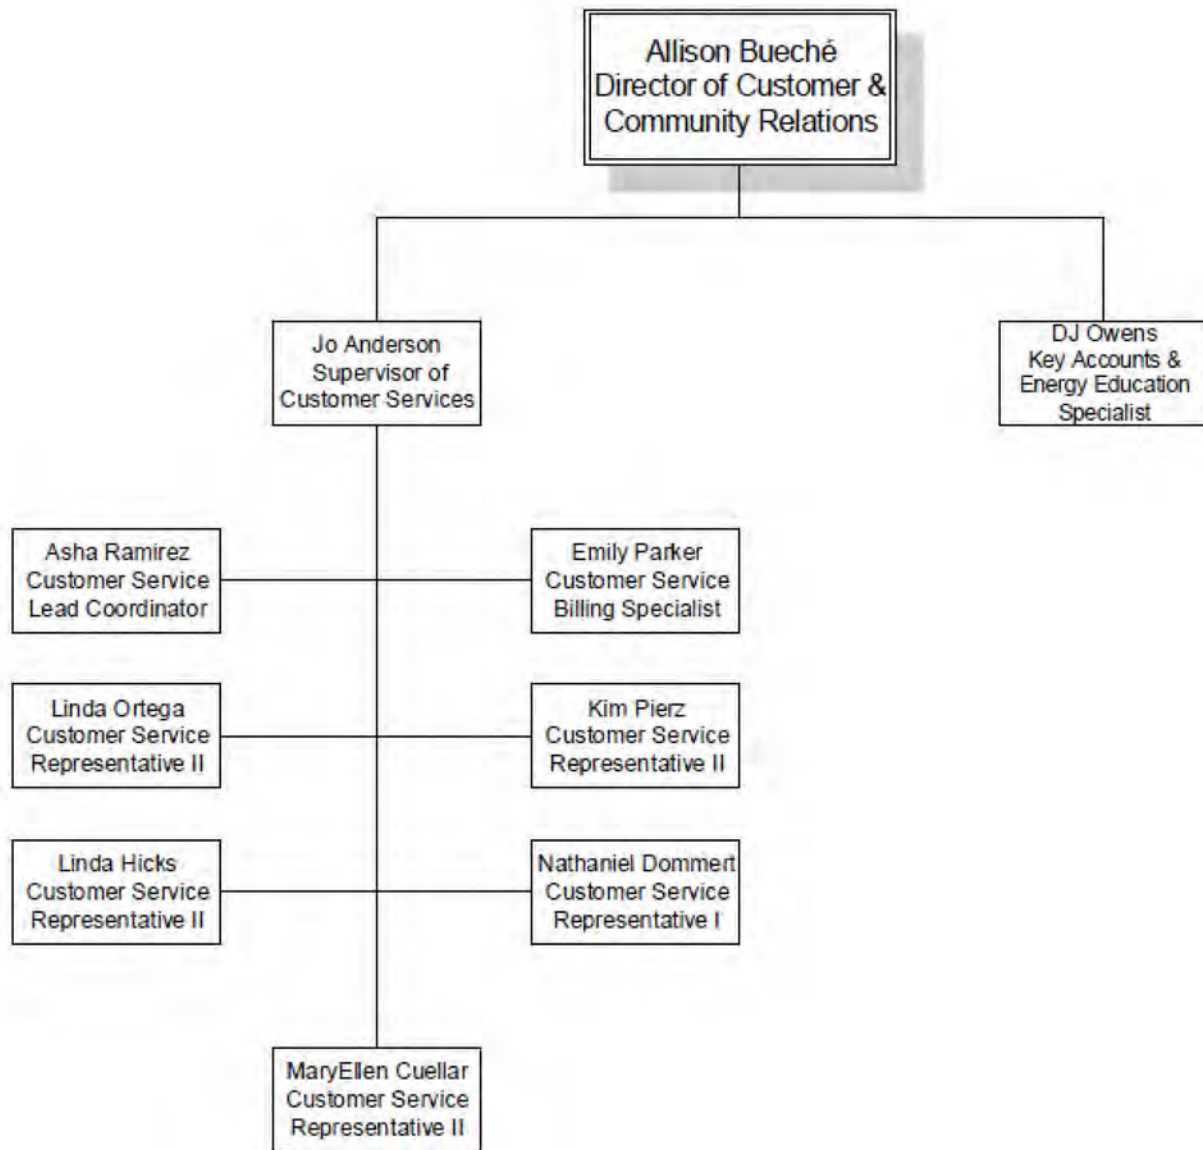 Allison Bueché
Director of Customer &
Community Relations
Jo Anderson
Supervisor of
Customer Services
DJ Owens
Key Accounts &
Energy Education
Specialist
Asha Ramirez
Customer Service
Lead Coordinator
Emily Parker
Customer Service
Billing Specialist
Linda Ortega
Customer Service
Representative II
Kim Pierz
Customer Service
Representative II
Linda Hicks
Customer Service
Representative II
Nathaniel Dommert
Customer Service
Representative I
MaryEllen Cuellar
Customer Service
Representative II